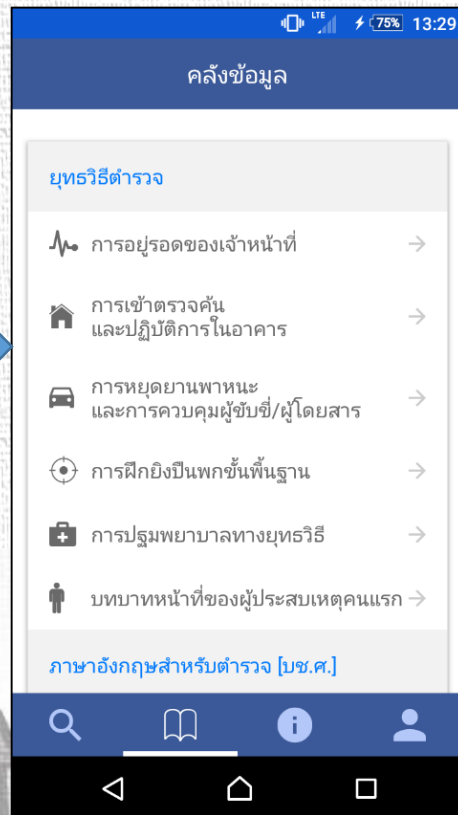 LTE 75% 13:29
คลังข้อมูล
ยุทธวิธีตำรวจ
การอยู่รอดของเจ้าหน้าที่
การเข้าตรวจค้น
และปฏิบัติการในอาคาร
การหยุดยานพาหนะ
และการควบคุมผู้ขับขี่/ผู้โดยสาร
การฝึกยิงปืนพกขั้นพื้นฐาน
การปฐมพยาบาลทางยุทธวิธี
บทบาทหน้าที่ของผู้ประสบเหตุคนแรก
ภาษาอังกฤษสำหรับตำรวจ [บช.ศ.]